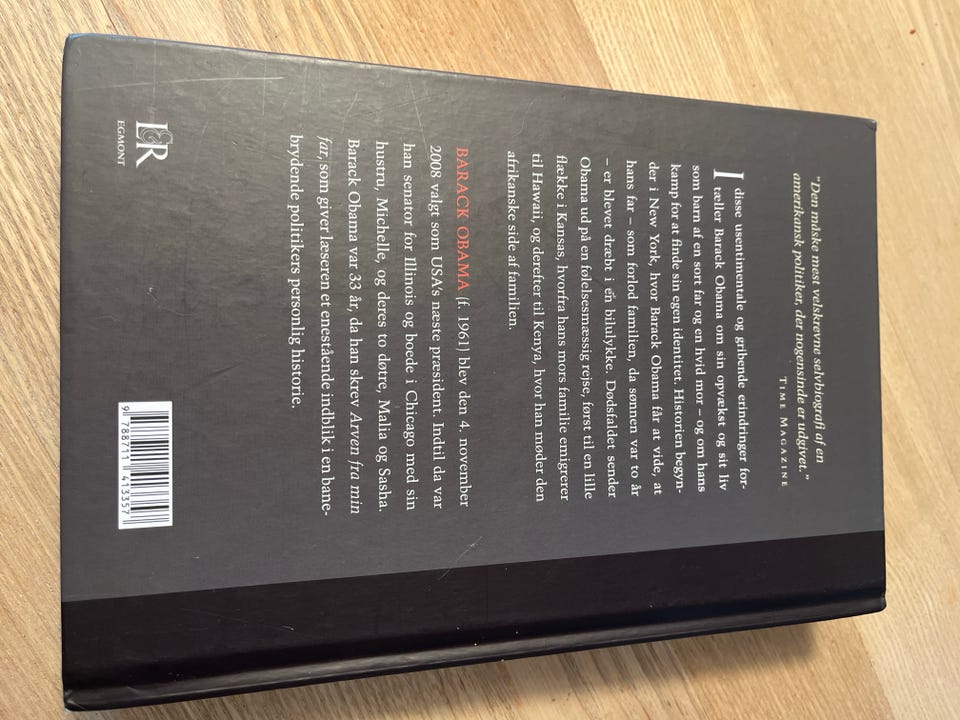 "Den måske mest velskrevne selvbiografi af en
amerikansk politiker, der nogensinde er udgivet."
TIME MAGAZINE
I disse usentimentale og gribende erindringer for-
tæller Barack Obama om sin opvækst og sit liv
som barn af en sort far og en hvid mor – og om hans
kamp for at finde sin egen identitet. Historien begyn-
der i New York, hvor Barack Obama får at vide, at
hans far – som forlod familien, da sønnen var to år
– er blevet dræbt i én bilulykke. Dødsfaldet sender
Obama ud på en følelsesmæssig rejse, først til en lille
flække i Kansas, hvorfra hans mors familie emigrerer
til Hawaii, og derefter til Kenya, hvor han møder den
afrikanske side af familien.
BARACK OBAMA (f. 1961) blev den 4. november
2008 valgt som USA's næste præsident. Indtil da var
han senator for Illinois og boede i Chicago med sin
hustru, Michelle, og deres to døtre, Malia og Sasha.
Barack Obama var 33 år, da han skrev Arven fra min
far, som giver læseren et enestående indblik i en bane-
brydende politikers personlig historie.
L&R
EGMONT
9 788711 413357